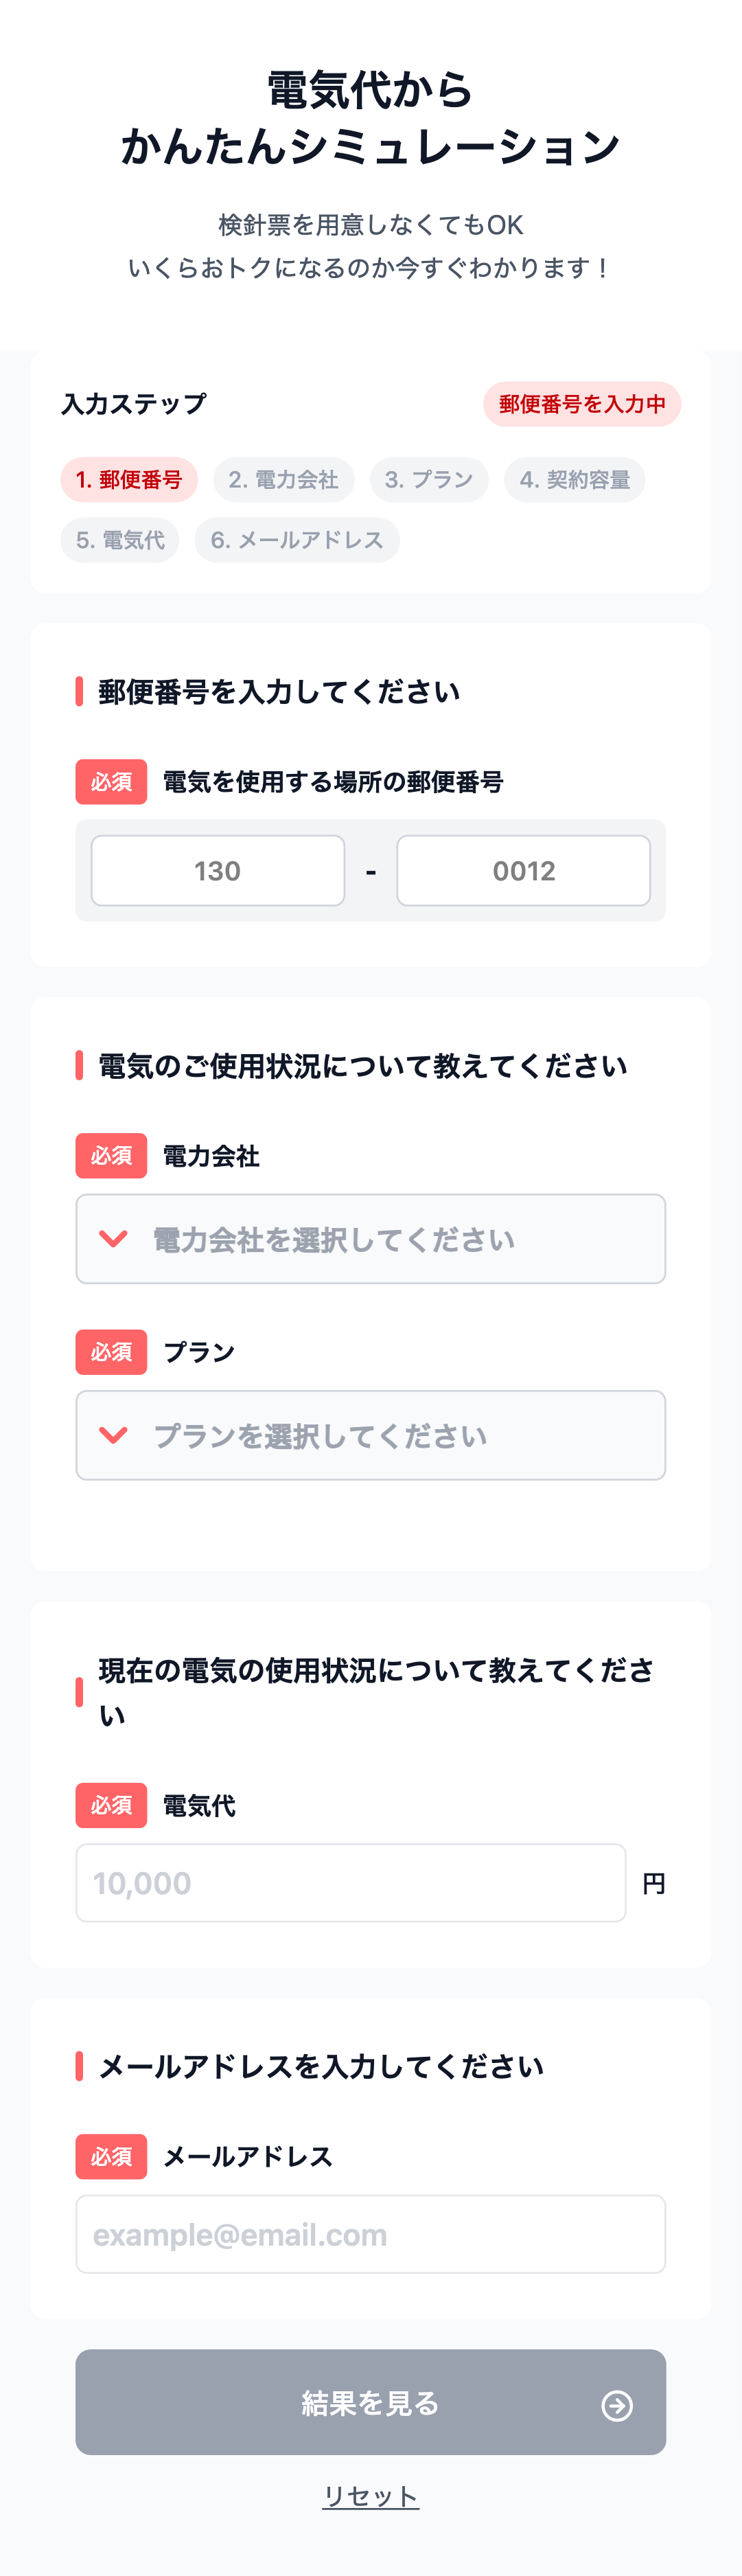 電気代から
かんたんシミュレーション
検針票を用意しなくてもOK
いくらおトクになるのか今すぐわかります！
入力ステップ
郵便番号を入力中
1. 郵便番号
2. 電力会社
3. プラン
4. 契約容量
5. 電気代
6. メールアドレス
郵便番号を入力してください
必須 電気を使用する場所の郵便番号
130 - 0012
電気のご使用状況について教えてください
必須 電力会社
電力会社を選択してください
必須 プラン
プランを選択してください
現在の電気の使用状況について教えてくださ
い
必須 電気代
10,000 円
メールアドレスを入力してください
必須 メールアドレス
example@email.com
結果を見る
リセット